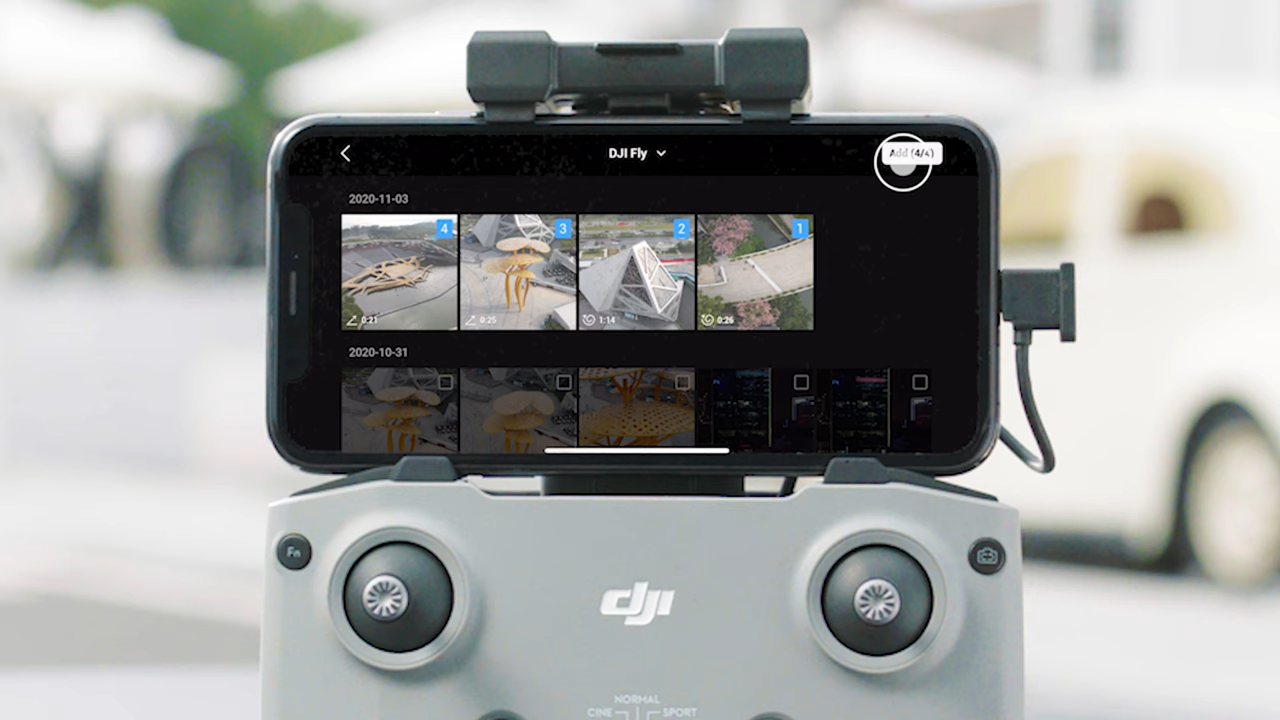 DJI Fly
Add (4/4)
2020-11-03
4
3
2
1
0:21
0:25
1:14
0:26
2020-10-31
Fn
dji
NORMAL
CINE
SPORT